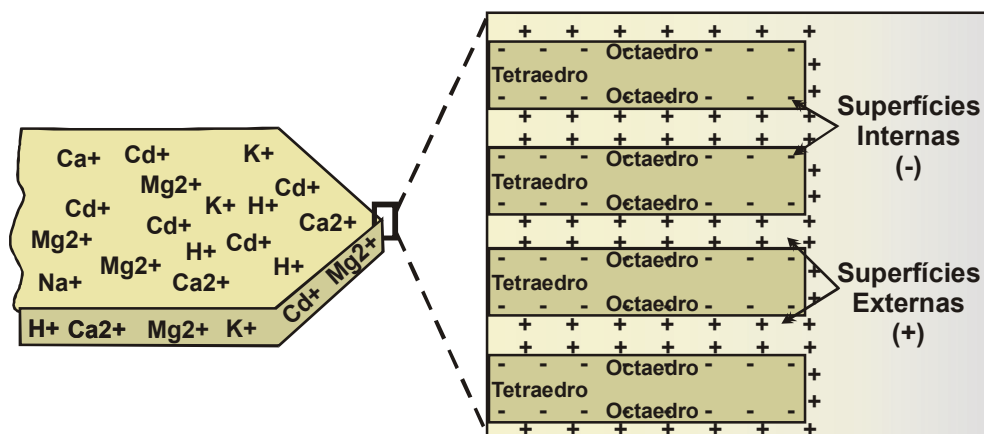 Ca+ Cd+ K+
Mg2+ Cd+
Cd+ K+ H+
Cd+ Ca2+
Mg2+ H+ Cd+
Mg2+ H+
Na+ Ca2+
H+ Ca2+ Mg2+ K+ Cd+ Mg2+
+ + + + + + +
- - - Octaedro - - - +
Tetraedro
- - - Octaedro - - - +
+ + + + + + +
Superfícies
Internas
(-)
+ + + + + + +
- - - Octaedro - - - +
Tetraedro
- - - Octaedro - - - +
+ + + + + + +
+ + + + + + +
- - - Octaedro - - - +
Tetraedro
- - - Octaedro - - - +
+ + + + + + +
Superfícies
Externas
(+)
+ + + + + + +
- - - Octaedro - - - +
Tetraedro
- - - Octaedro - - - +
+ + + + + + +